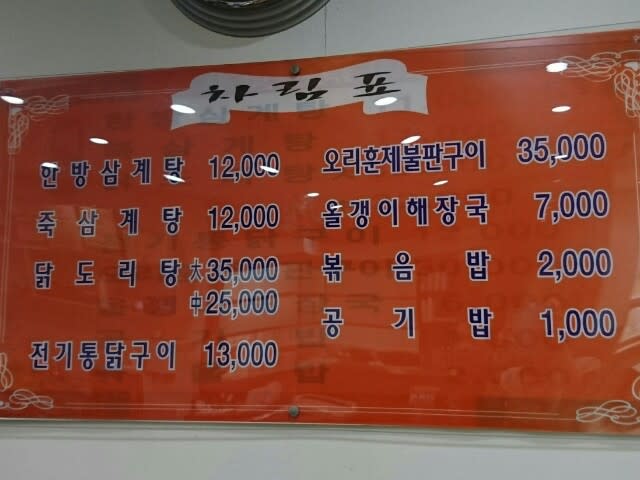 차림표
한방삼계탕 12,000
죽삼계탕 12,000
닭도리탕 大35,000
中25,000
전기통닭구이 13,000
오리훈제불판구이 35,000
올갱이해장국 7,000
볶음밥 2,000
공기밥 1,000